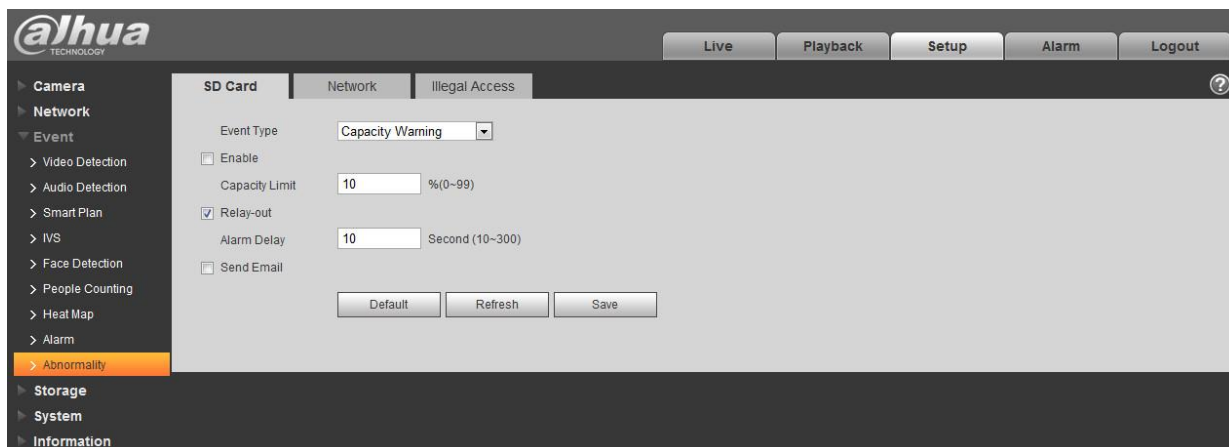 alhua
TECHNOLOGY
Live
Playback
Setup
Alarm
Logout
Camera
Network
Event
Video Detection
Audio Detection
Smart Plan
IVS
Face Detection
People Counting
Heat Map
Alarm
Abnormality
Storage
System
Information
SD Card
Network
Illegal Access
?
Event Type
Capacity Warning
Enable
Capacity Limit
10
%(0~99)
Relay-out
Alarm Delay
10
Second (10~300)
Send Email
Default
Refresh
Save